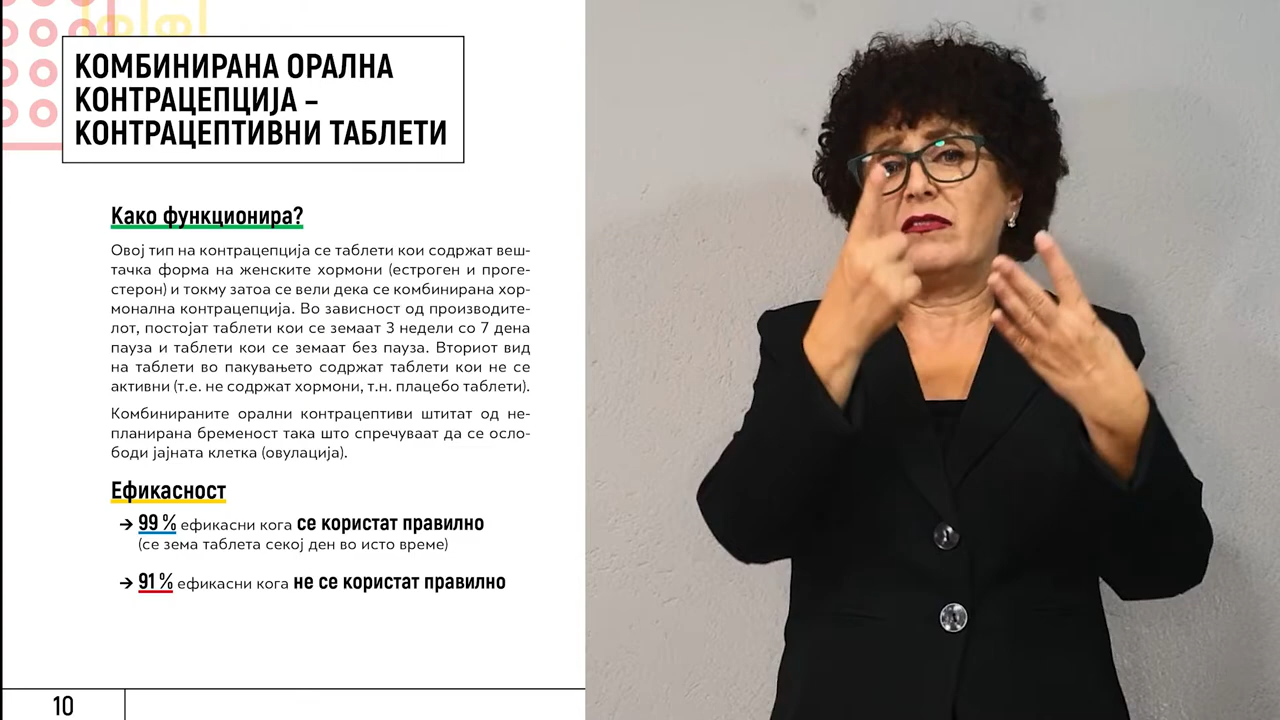 КОМБИНИРАНА ОРАЛНА
КОНТРАЦЕПЦИЈА –
КОНТРАЦЕПТИВНИ ТАБЛЕТИ
Како функционира?
Овој тип на контрацепција се таблети кои содржат веш-
тачка форма на женските хормони (естроген и проге-
стерон) и токму затоа се вели дека се комбинирана хор-
монална контрацепција. Во зависност од производите-
лот, постојат таблети кои се земаат 3 недели со 7 дена
пауза и таблети кои се земаат без пауза. Вториот вид
на таблети во пакувањето содржат таблети кои не се
активни (т.е. не содржат хормони, т.н. плацебо таблети).
Комбинираните орални контрацептиви штитат од не-
планирана бременост така што спречуваат да се осло-
боди јајната клетка (овулација).
Ефикасност
→ 99 % ефикасни кога се користат правилно
(се зема таблета секој ден во исто време)
→ 91 % ефикасни кога не се користат правилно
10